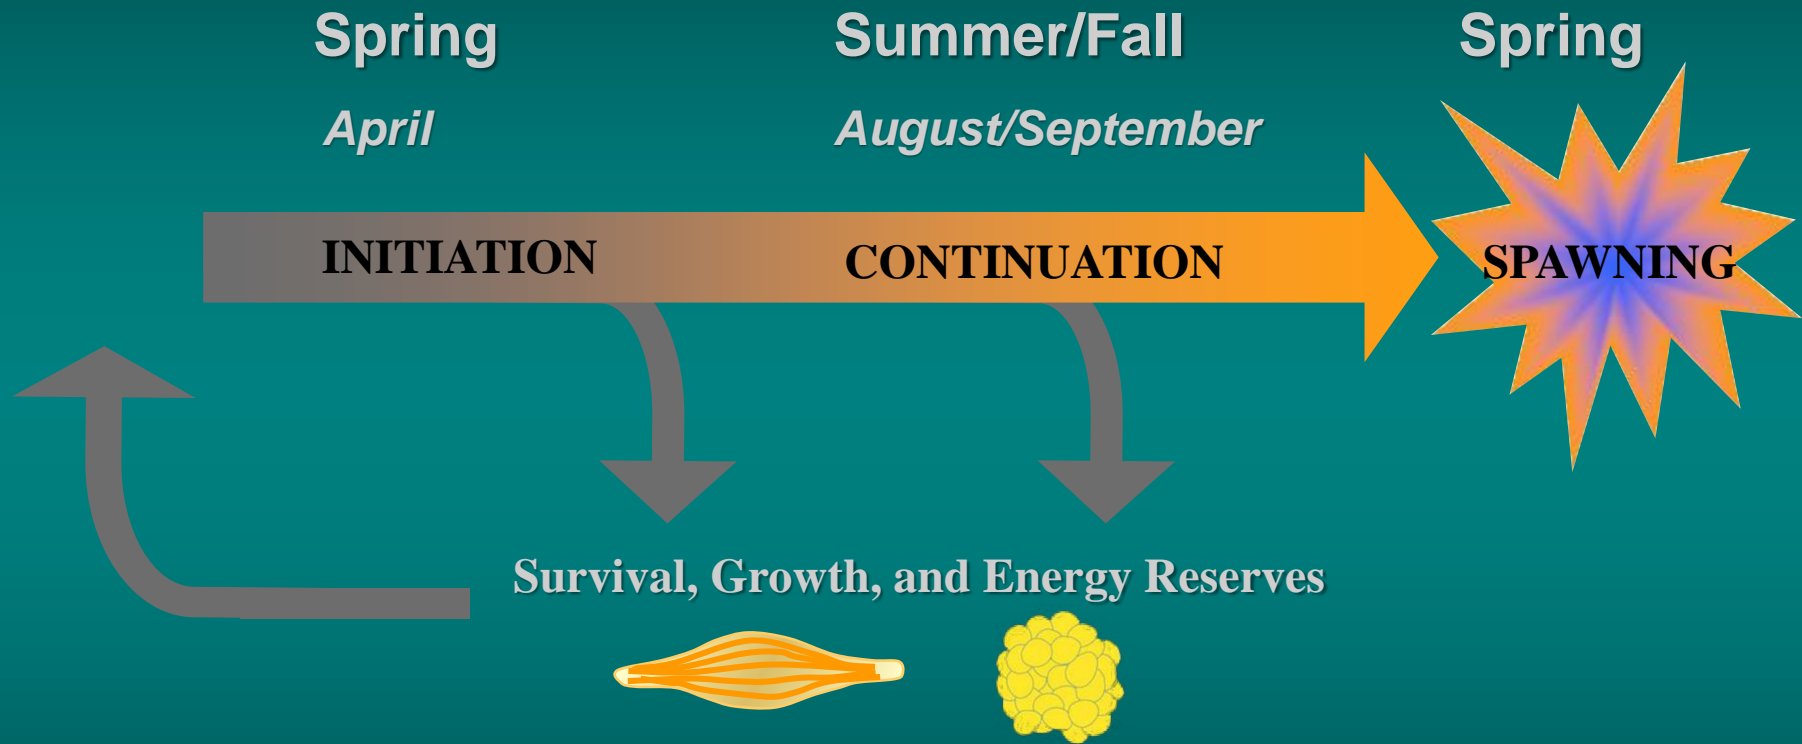 Spring
Summer/Fall
Spring
April
August/September
INITIATION
CONTINUATION
SPAWNING
Survival, Growth, and Energy Reserves